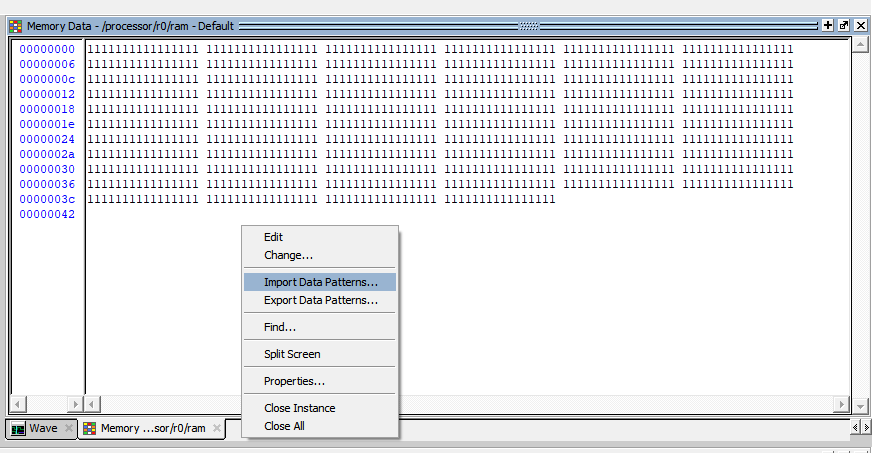 Memory Data - /processor/r0/ram - Default
00000000 1111111111111111 1111111111111111 1111111111111111 1111111111111111 1111111111111111 1111111111111111
00000006 1111111111111111 1111111111111111 1111111111111111 1111111111111111 1111111111111111 1111111111111111
0000000c 1111111111111111 1111111111111111 1111111111111111 1111111111111111 1111111111111111 1111111111111111
00000012 1111111111111111 1111111111111111 1111111111111111 1111111111111111 1111111111111111 1111111111111111
00000018 1111111111111111 1111111111111111 1111111111111111 1111111111111111 1111111111111111 1111111111111111
0000001e 1111111111111111 1111111111111111 1111111111111111 1111111111111111 1111111111111111 1111111111111111
00000024 1111111111111111 1111111111111111 1111111111111111 1111111111111111 1111111111111111 1111111111111111
0000002a 1111111111111111 1111111111111111 1111111111111111 1111111111111111 1111111111111111 1111111111111111
00000030 1111111111111111 1111111111111111 1111111111111111 1111111111111111 1111111111111111 1111111111111111
00000036 1111111111111111 1111111111111111 1111111111111111 1111111111111111 1111111111111111 1111111111111111
0000003c 1111111111111111 1111111111111111 1111111111111111 1111111111111111
00000042
Edit
Change...
Import Data Patterns...
Export Data Patterns...
Find...
Split Screen
Properties...
Close Instance
Close All
Wave
Memory ...sor/r0/ram